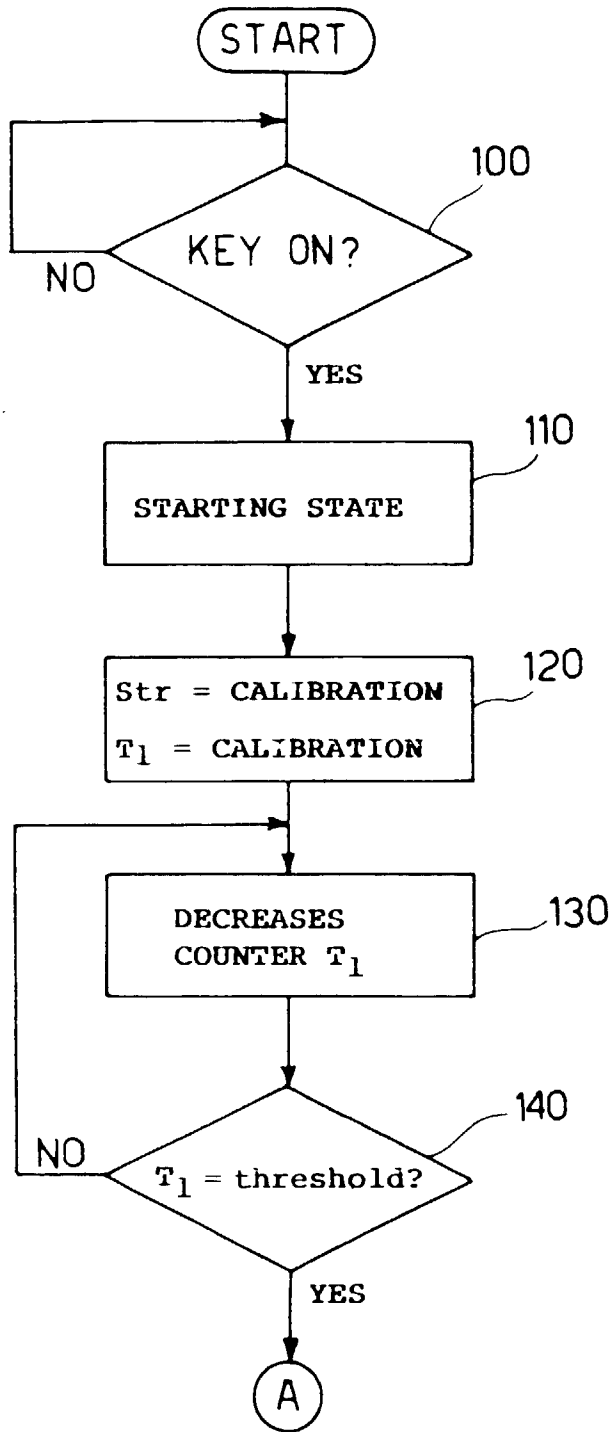 START
100
KEY ON?
NO
YES
110
STARTING STATE
120
Str = CALIBRATION
T1 = CALIBRATION
130
DECREASES
COUNTER T1
140
NO
T1 = threshold?
YES
A